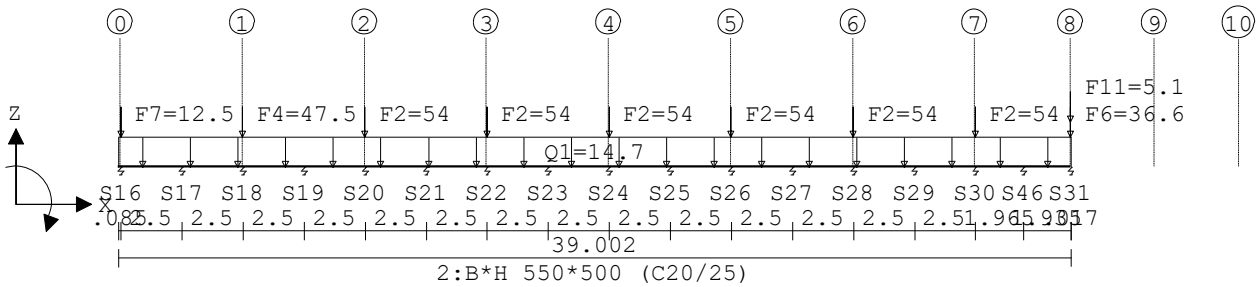 0 1 2 3 4 5 6 7 8 9 10
F11=5.1
Z F7=12.5 F4=47.5 F2=54 F2=54 F2=54 F2=54 F2=54 F2=54 F6=36.6
Q1=14.7
X S16 S17 S18 S19 S20 S21 S22 S23 S24 S25 S26 S27 S28 S29 S30 S46 S31
.085 2.5 2.5 2.5 2.5 2.5 2.5 2.5 2.5 2.5 2.5 2.5 2.5 2.5 2.5
39.002
2:B*H 550*500 (C20/25)